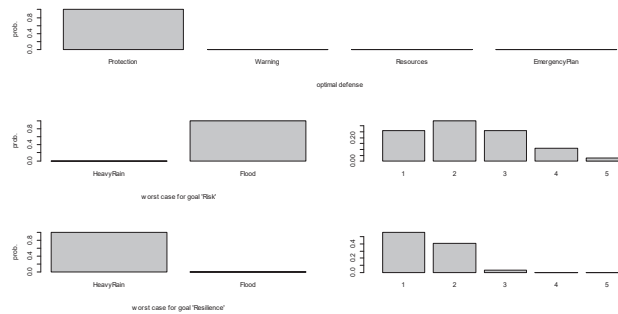 prob.
0.0 0.4 0.8
Protection Warning Resources EmergencyPlan
optimal defense
prob.
0.0 0.4 0.8
HeavyRain Flood
0.00 0.20
1 2 3 4 5
worst case for goal 'Risk'
prob.
0.0 0.4 0.8
HeavyRain Flood
0.0 0.2 0.4
1 2 3 4 5
worst case for goal 'Resilience'